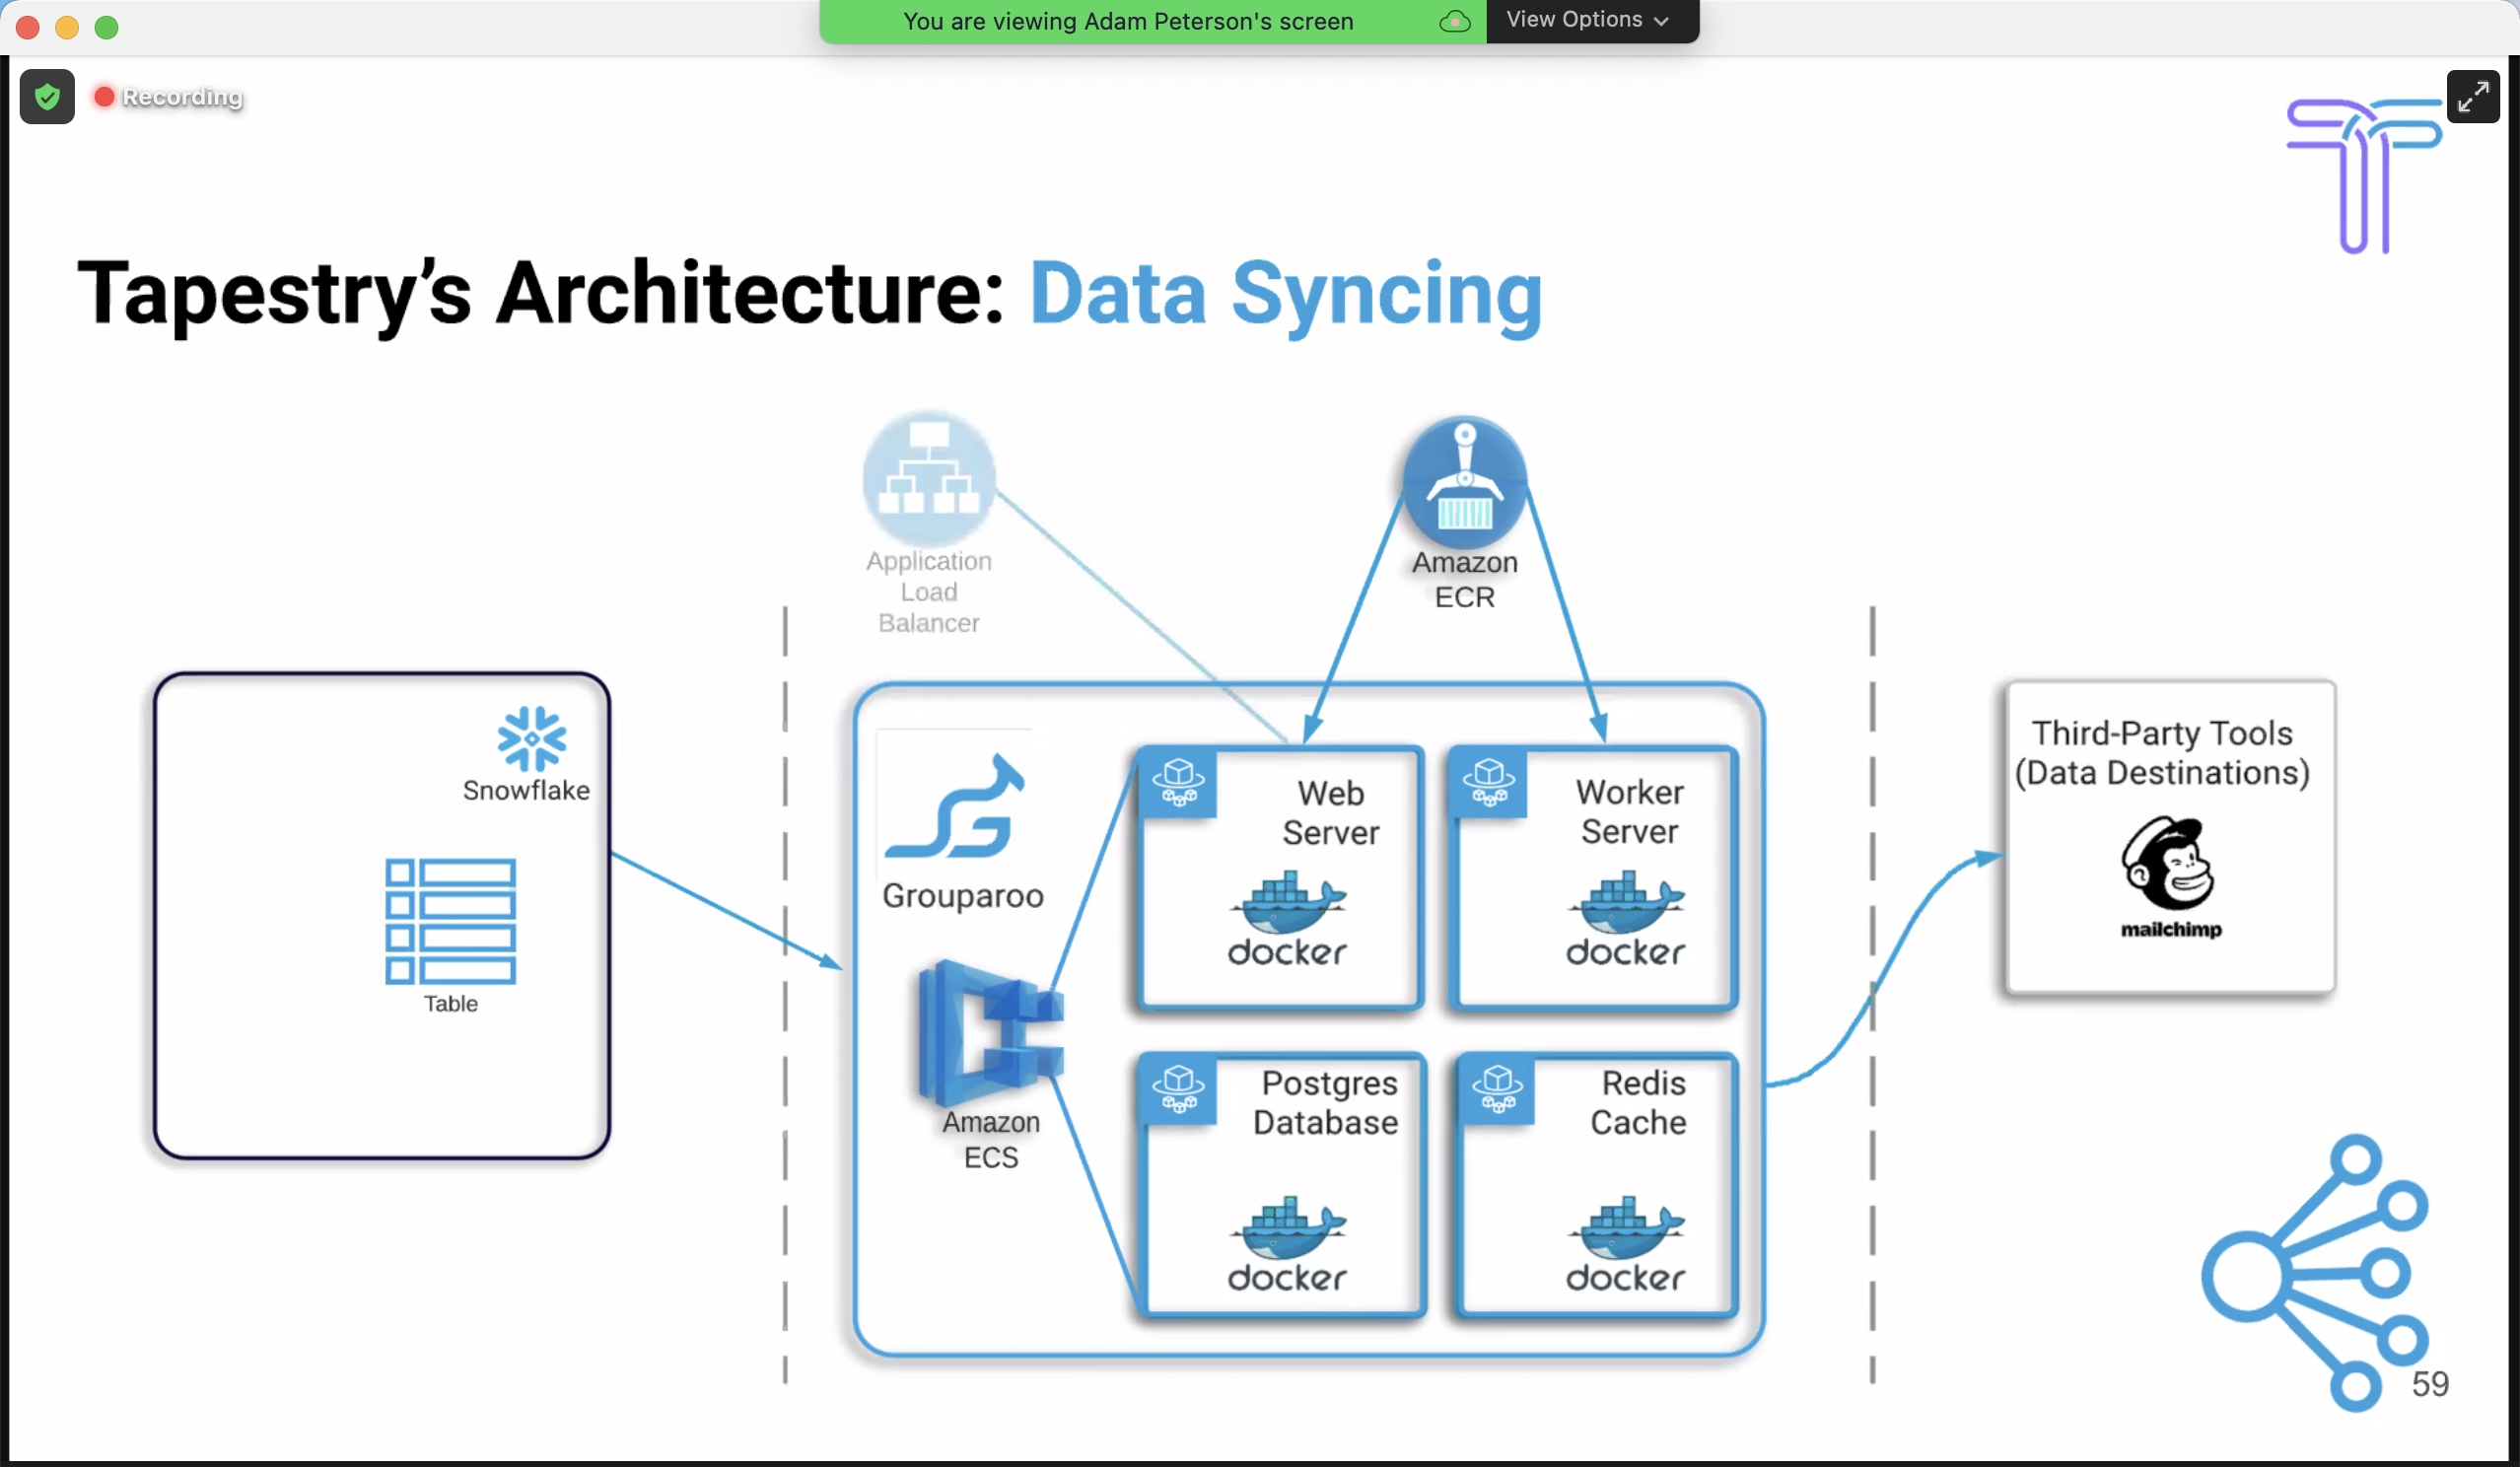 You are viewing Adam Peterson's screen
View Options
Recording
Tapestry's Architecture: Data Syncing
Application
Load
Balancer
Amazon
ECR
Snowflake
Table
Grouparoo
Amazon
ECS
Web
Server
docker
Worker
Server
docker
Postgres
Database
docker
Redis
Cache
docker
Third-Party Tools
(Data Destinations)
mailchimp
59